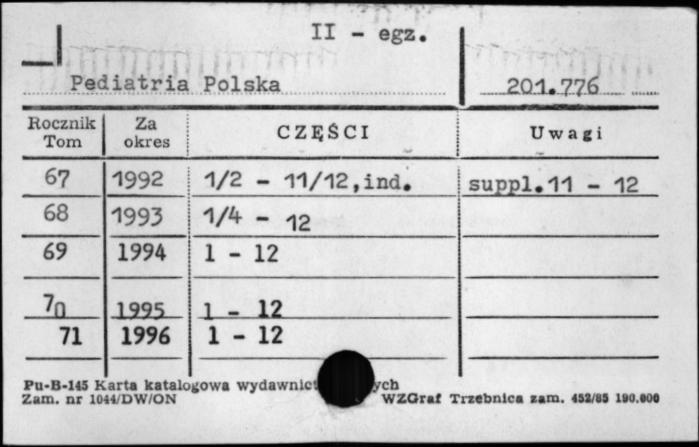 II - egz.
Pediatria Polska 201.776
Rocznik Tom Za okres CZĘŚCI Uwagi
67 1992 1/2 - 11/12,ind. suppl.11 - 12
68 1993 1/4 - 12
69 1994 1 - 12
70 1995 1 - 12
71 1996 1 - 12
Pu-B-145 Karta katalogowa
Zam. nr 1044/DW/ON WZGraf Trzebnica zam. 452/85 190.000